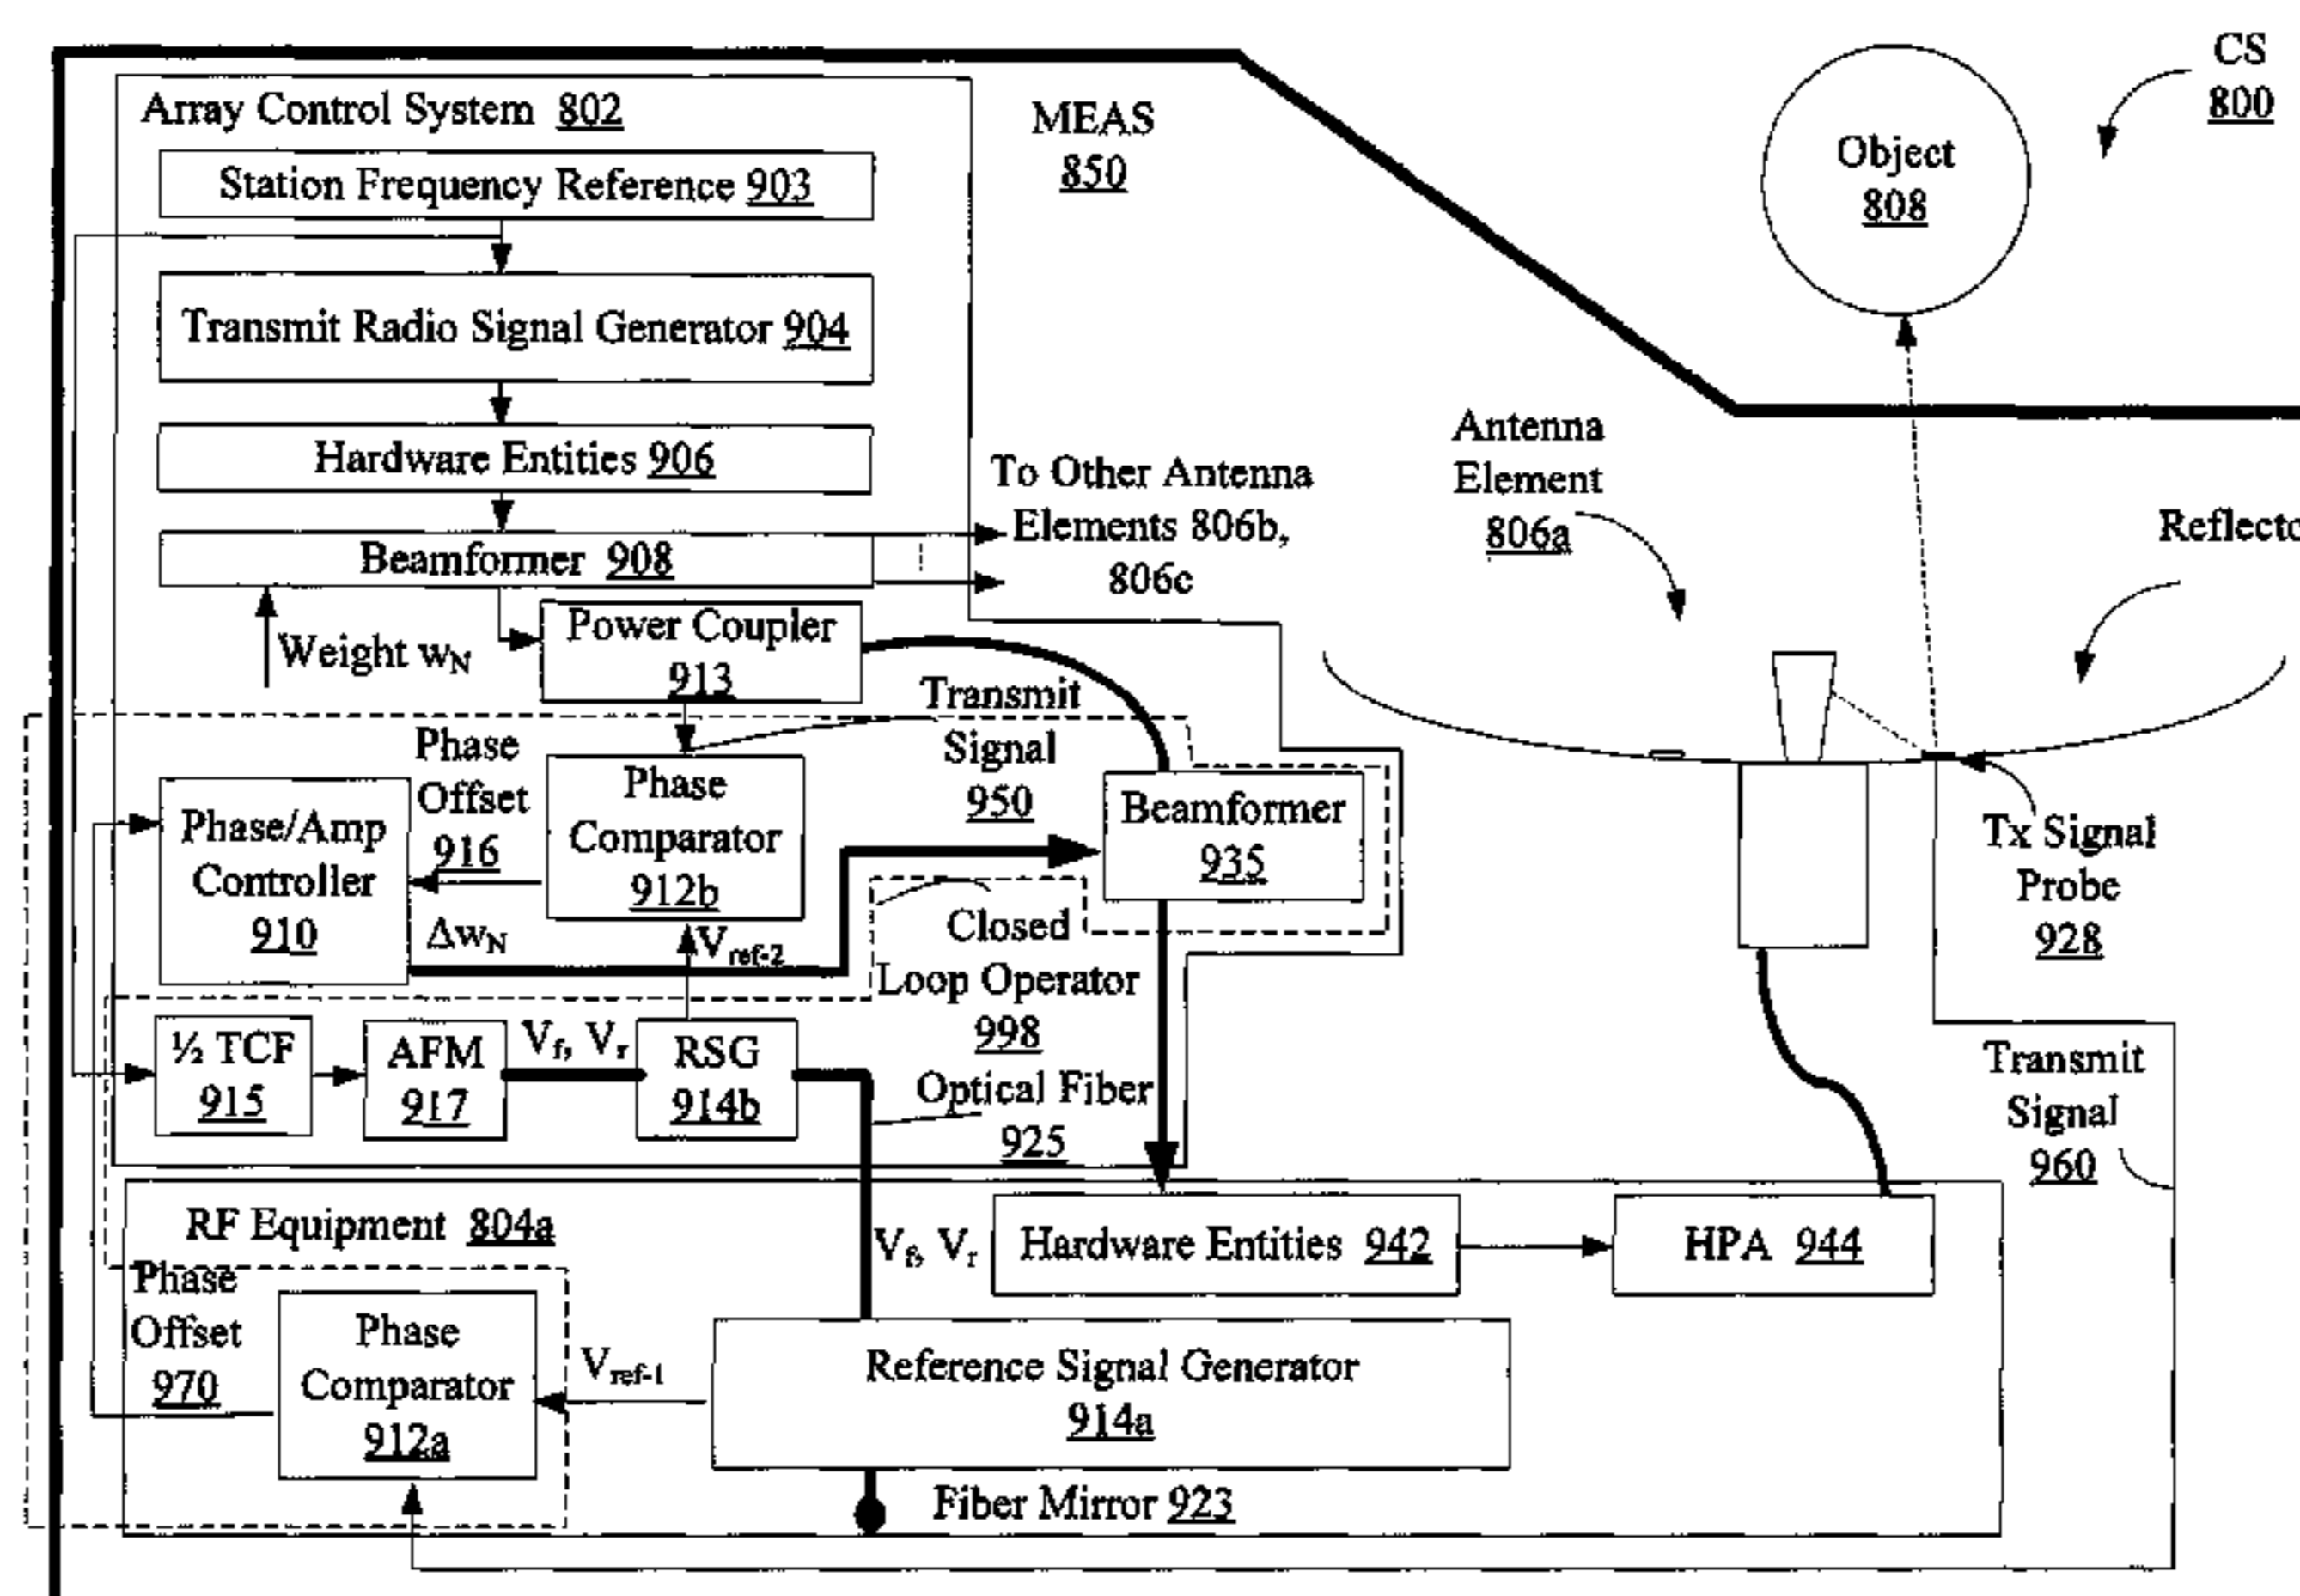 CS
800
Array Control System 802
MEAS
850
Object
808
Station Frequency Reference 903
Transmit Radio Signal Generator 904
Hardware Entities 906
To Other Antenna
Elements 806b,
806c
Antenna
Element
806a
Reflecto
Beamformer 908
Weight wN
Power Coupler
913
Transmit
Signal
950
Phase
Offset
916
Phase
Comparator
912b
Phase/Amp
Controller
910
ΔwN
Vref-2
Beamformer
935
Closed
Loop Operator
998
Tx Signal
Probe
928
½ TCF
915
AFM
917
Vf, Vr
RSG
914b
Optical Fiber
925
Transmit
Signal
960
RF Equipment 804a
Vf, Vr
Hardware Entities 942
HPA 944
Phase
Offset
970
Phase
Comparator
912a
Vref-1
Reference Signal Generator
914a
Fiber Mirror 923